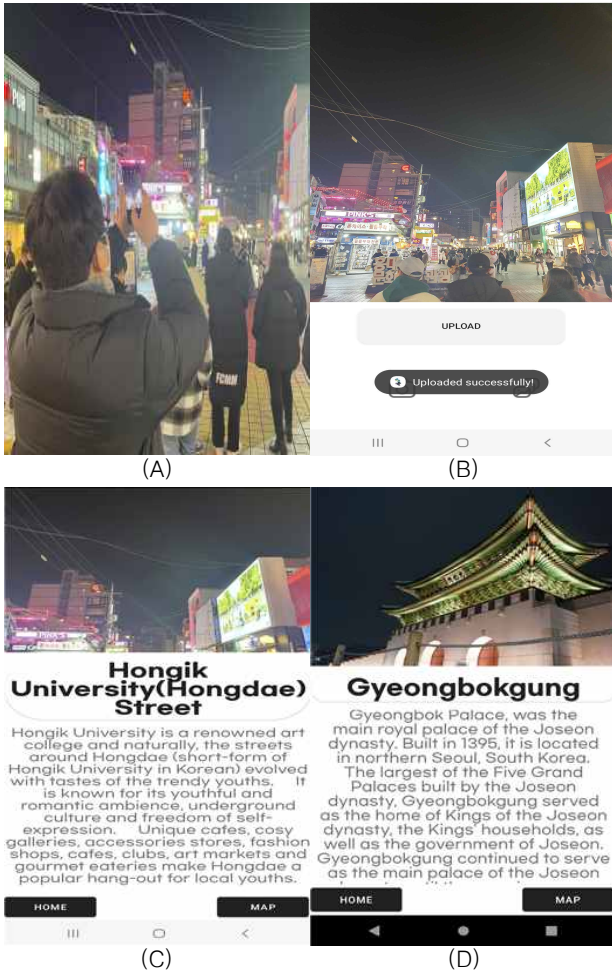 PUB
FCMM
(A)
PINK'S
UPLOAD
Uploaded successfully!
(B)
Hongik
University(Hongdae)
Street
Hongik University is a renowned art
college and naturally, the streets
around Hongdae (short-form of
Hongik University in Korean) evolved
with tastes of the trendy youths. It
is known for its youthful and
romantic ambience, underground
culture and freedom of self-
expression. Unique cafes, cosy
galleries, accessories stores, fashion
shops, cafes, clubs, art markets and
gourmet eateries make Hongdae a
popular hang-out for local youths.
HOME
MAP
(C)
Gyeongbokgung
Gyeongbok Palace, was the
main royal palace of the Joseon
dynasty. Built in 1395, it is located
in northern Seoul, South Korea.
The largest of the Five Grand
Palaces built by the Joseon
dynasty, Gyeongbokgung served
as the home of Kings of the Joseon
dynasty, the Kings' households, as
well as the government of Joseon.
Gyeongbokgung continued to serve
as the main palace of the Joseon
HOME
MAP
(D)